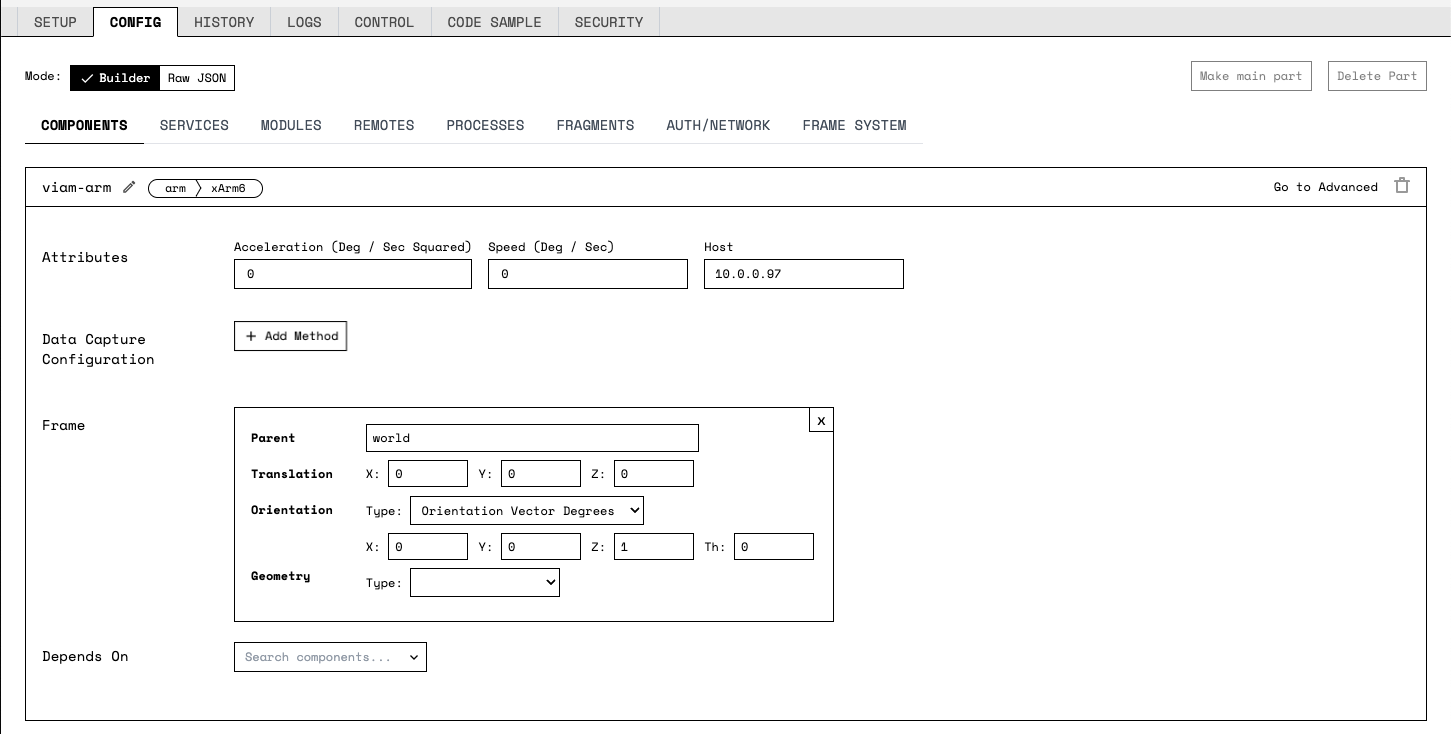 SETUP CONFIG HISTORY LOGS CONTROL CODE SAMPLE SECURITY
Mode: Builder Raw JSON Make main part Delete Part
COMPONENTS SERVICES MODULES REMOTES PROCESSES FRAGMENTS AUTH/NETWORK FRAME SYSTEM
viam-arm arm xArm6 Go to Advanced
Attributes
Acceleration (Deg / Sec Squared) Speed (Deg / Sec) Host
0 0 10.0.0.97
Data Capture
Configuration
+ Add Method
Frame
x
Parent world
Translation X: 0 Y: 0 Z: 0
Orientation Type: Orientation Vector Degrees
X: 0 Y: 0 Z: 1 Th: 0
Geometry Type:
Depends On Search components...